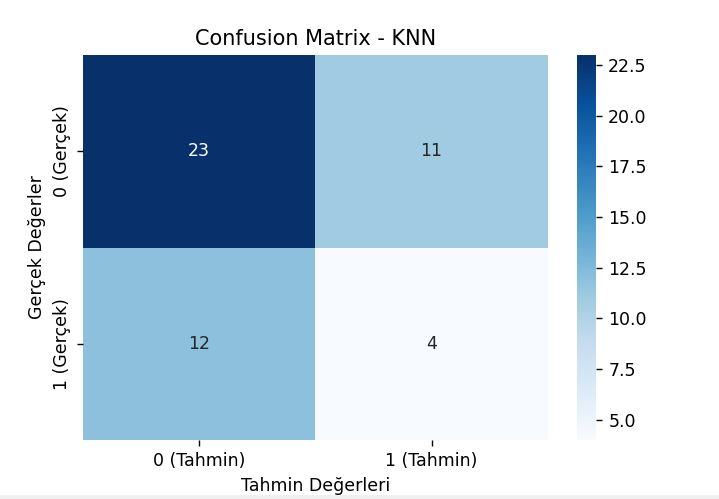 Confusion Matrix - KNN
Gerçek Değerler
0 (Gerçek)
1 (Gerçek)
23
11
12
4
0 (Tahmin)
1 (Tahmin)
Tahmin Değerleri
22.5
20.0
17.5
15.0
12.5
10.0
7.5
5.0